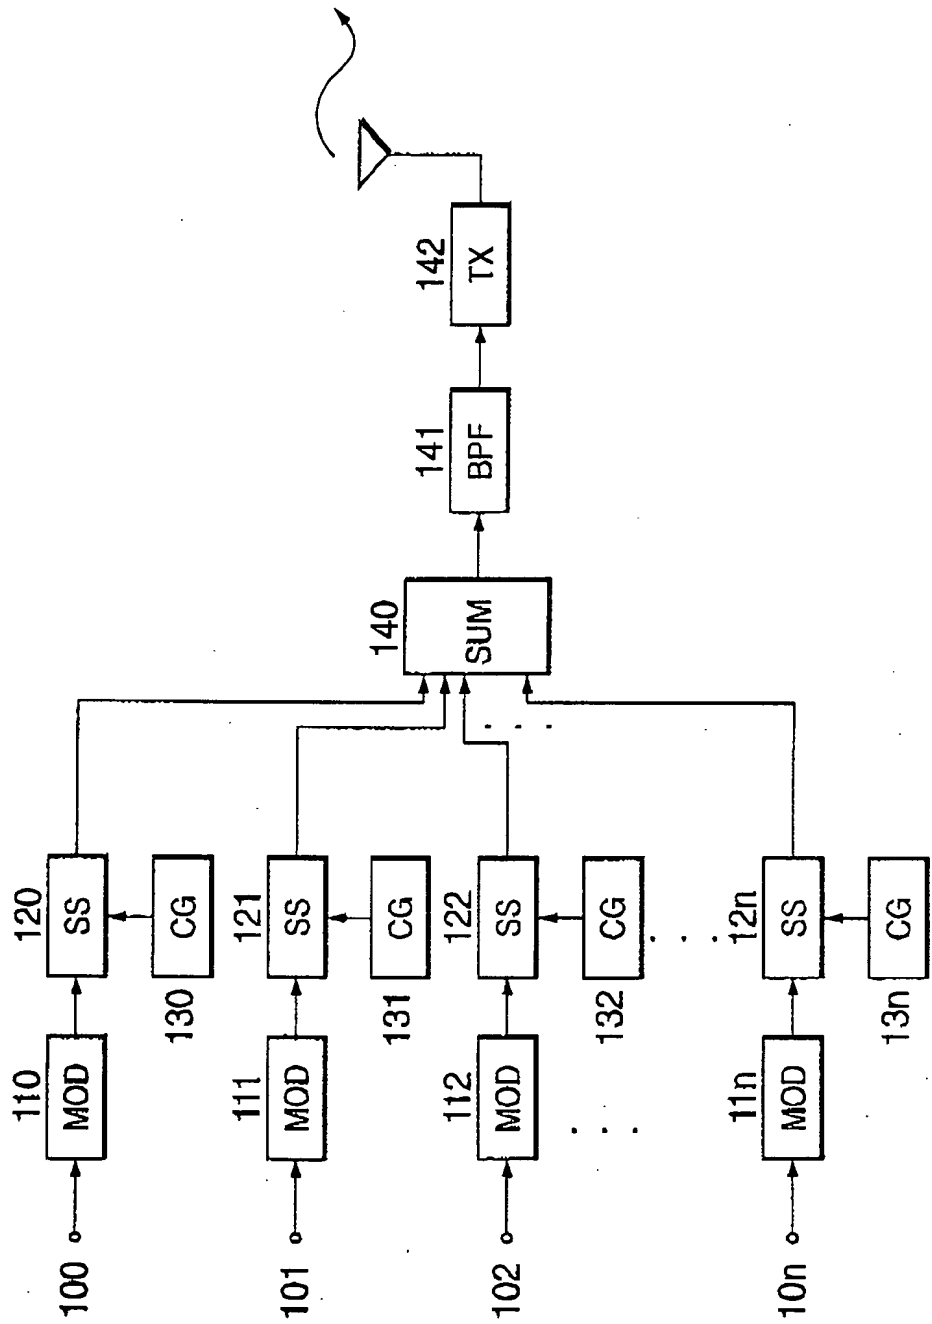 100
110
MOD
120
SS
130
CG
101
111
MOD
121
SS
131
CG
102
112
MOD
122
SS
132
CG
. . .
. . .
10n
11n
MOD
12n
SS
13n
CG
. . .
140
SUM
141
BPF
142
TX